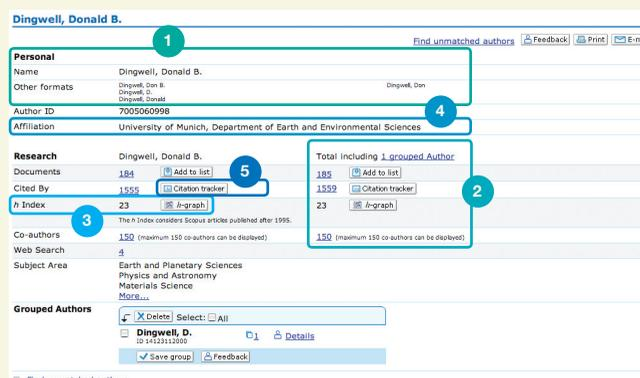 Dingwell, Donald B.
1
Find unmatched authors Feedback Print
Personal
Name Dingwell, Donald B.
Other formats Dingwell, Don B. Dingwell, Don
Dingwell, D.
Dingwell, Donald
4
Author ID 7005060998
Affiliation University of Munich, Department of Earth and Environmental Sciences
Research Dingwell, Donald B. Total including 1 grouped Author
5
Documents 184 Add to list 185 Add to list
Cited By 1555 Citation tracker 1559 Citation tracker
2
h Index 23 h-graph 23 h-graph
3
The h Index considers Scopus articles published after 1995.
Co-authors 150 (maximum 150 co-authors can be displayed) 150 (maximum 150 co-authors can be displayed)
Web Search 4
Subject Area Earth and Planetary Sciences
Physics and Astronomy
Materials Science
More...
Grouped Authors Delete Select: All
Dingwell, D. 1 Details
ID 14123112000
Save group Feedback